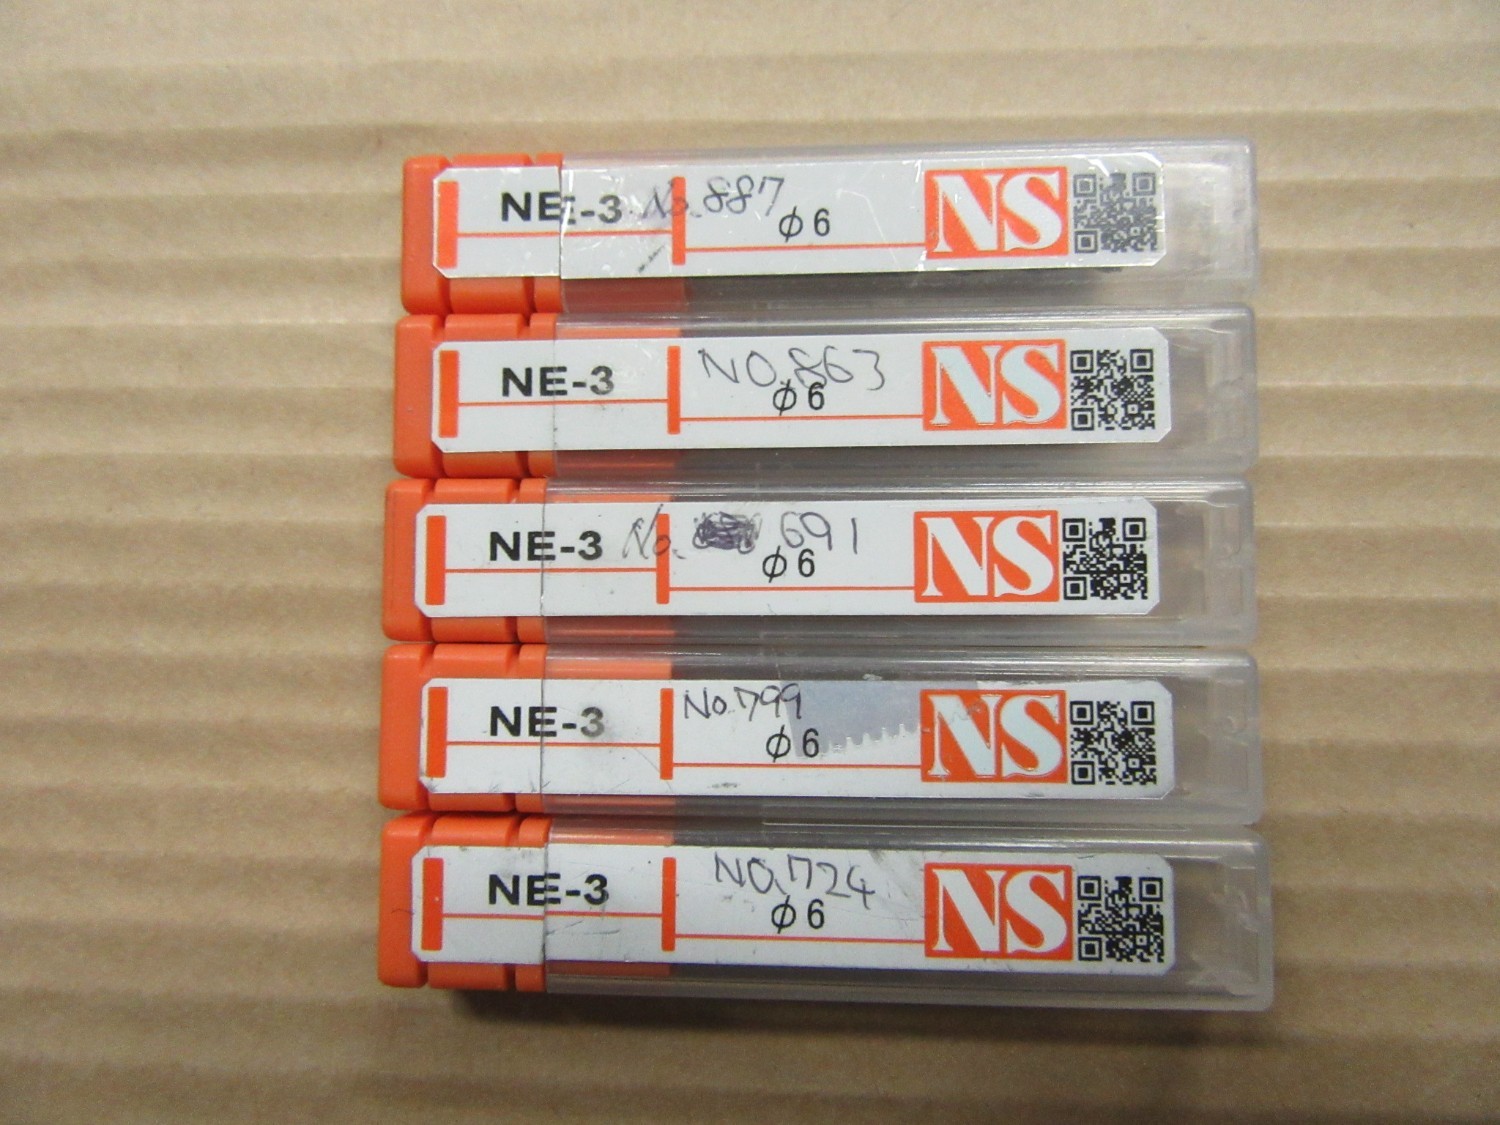 NE-3 No.887
φ6 NS
NE-3 NO.863
φ6 NS
NE-3 No. 691
φ6 NS
NE-3 No.799
φ6 NS
NE-3 NO.724
φ6 NS